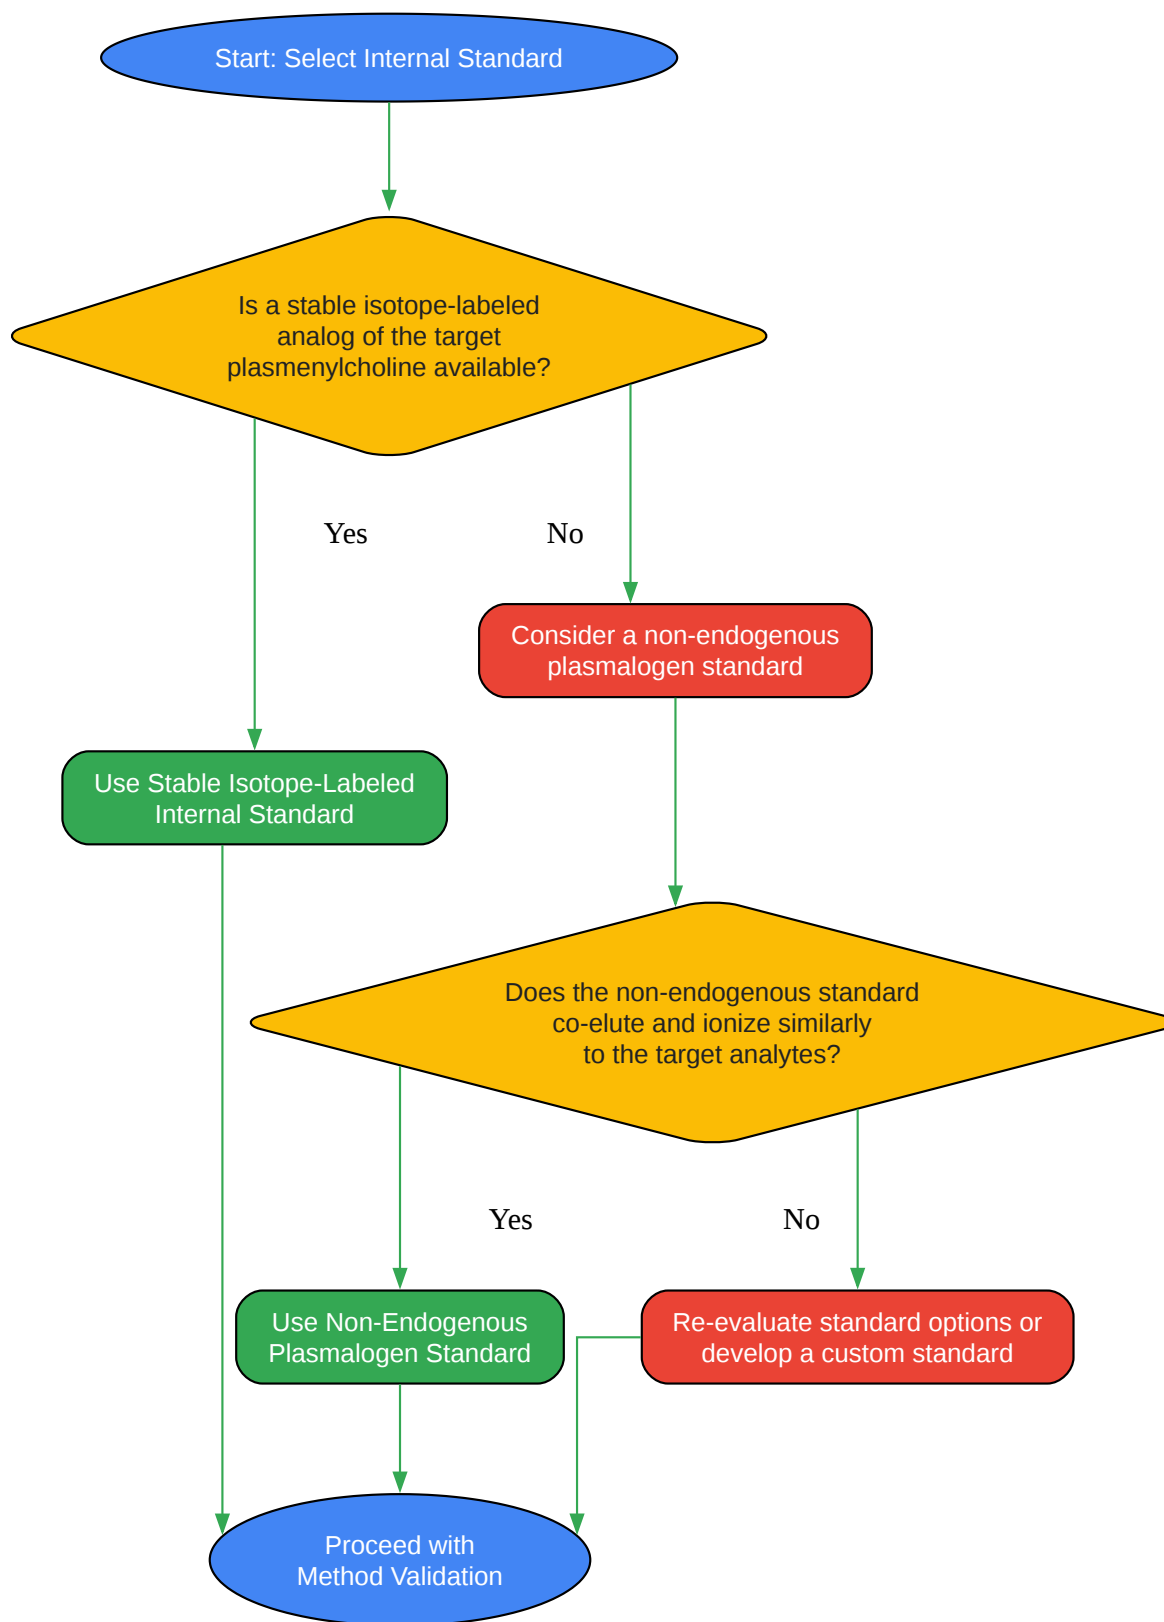 Start: Select Internal Standard
Is a stable isotope-labeled
analog of the target
plasmenylcholine available?
Yes
No
Consider a non-endogenous
plasmalogen standard
Use Stable Isotope-Labeled
Internal Standard
Does the non-endogenous standard
co-elute and ionize similarly
to the target analytes?
Yes
No
Use Non-Endogenous
Plasmalogen Standard
Re-evaluate standard options or
develop a custom standard
Proceed with
Method Validation